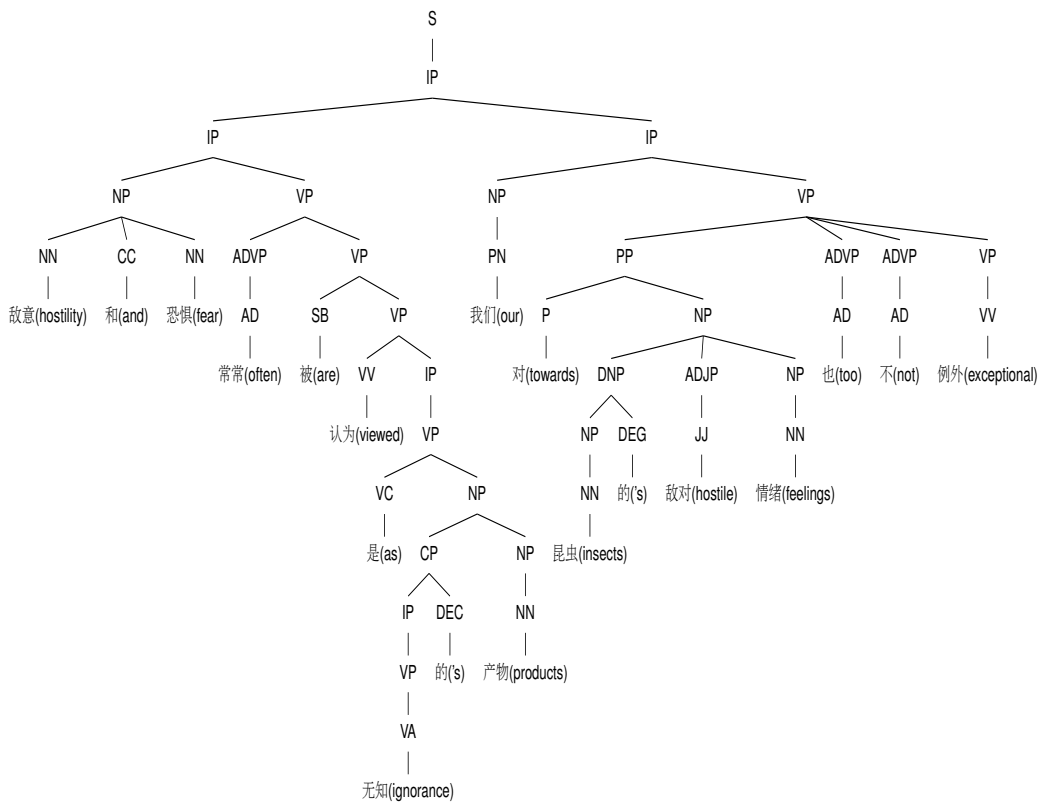 S
IP
IP IP
NP VP NP VP
NN CC NN ADVP VP PN PP ADVP ADVP VP
敌意(hostility) 和(and) 恐惧(fear) AD SB VP 我们(our) P NP AD AD VV
常常(often) 被(are) VV IP 对(towards) DNP ADJP NP 也(too) 不(not) 例外(exceptional)
认为(viewed) VP NP DEG JJ NN
VC NP NN 的('s) 敌对(hostile) 情绪(feelings)
是(as) CP NP 昆虫(insects)
IP DEC NN
VP 的('s) 产物(products)
VA
无知(ignorance)